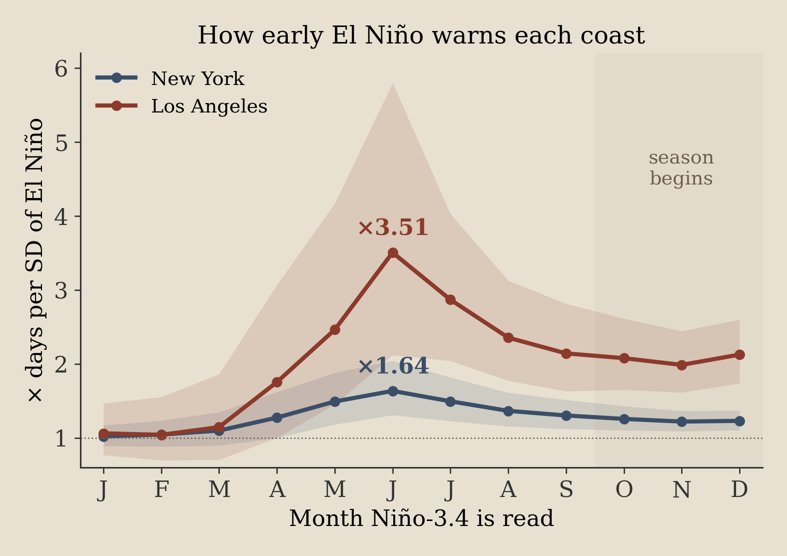 How early El Niño warns each coast
× days per SD of El Niño
6
5
4
3
2
1
New York
Los Angeles
season
begins
×3.51
×1.64
J F M A M J J A S O N D
Month Niño-3.4 is read